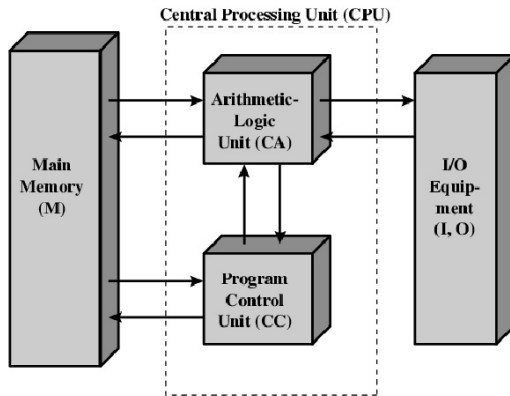 Central Processing Unit (CPU)
Main
Memory
(M)
Arithmetic-
Logic
Unit (CA)
Program
Control
Unit (CC)
I/O
Equip-
ment
(I, O)